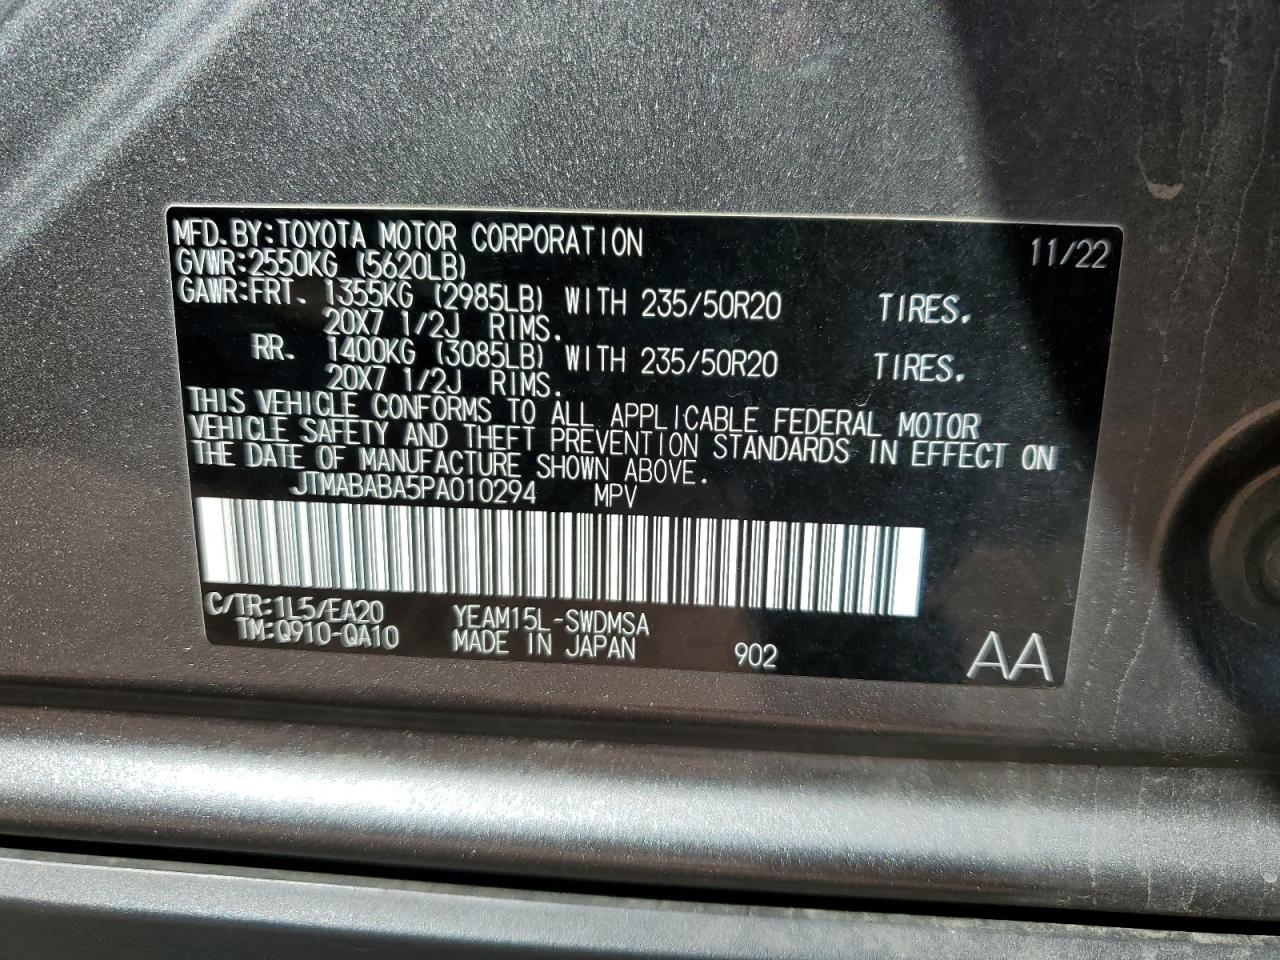 MFD. BY: TOYOTA MOTOR CORPORATION 11/22
GVWR: 2550KG (5620LB)
GAWR: FRT. 1355KG (2985LB) WITH 235/50R20 TIRES.
20X7 1/2J RIMS.
RR. 1400KG (3085LB) WITH 235/50R20 TIRES.
20X7 1/2J RIMS.
THIS VEHICLE CONFORMS TO ALL APPLICABLE FEDERAL MOTOR
VEHICLE SAFETY AND THEFT PREVENTION STANDARDS IN EFFECT ON
THE DATE OF MANUFACTURE SHOWN ABOVE.
JTMABABA5PA010294 MPV
C/TR: 1L5/EA20 YEAM15L-SWDMSA
TM: Q910-QA10 MADE IN JAPAN 902 AA